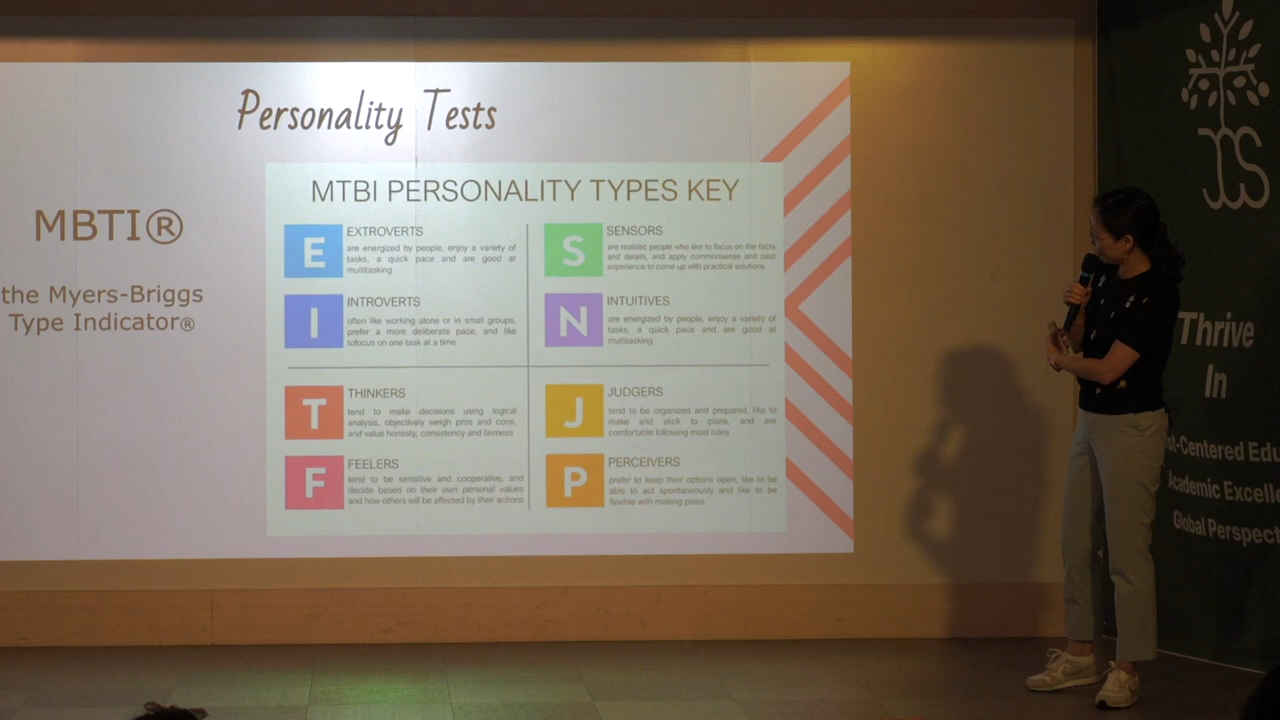 Personality Tests
MBTI®
the Myers-Briggs
Type Indicator®
MTBI PERSONALITY TYPES KEY
E
EXTROVERTS
are energized by people, enjoy a variety of
tasks, a quick pace and are good at
multitasking
I
INTROVERTS
often like working alone or in small groups,
prefer a more deliberate pace, and like
tofocus on one task at a time
S
SENSORS
are realistic people who like to focus on the facts
and details, and apply commonsense and past
experience to come up with practical solutions
N
INTUITIVES
are energized by people, enjoy a variety of
tasks, a quick pace and are good at
multitasking
T
THINKERS
tend to make decisions using logical
analysis, objectively weigh pros and cons,
and value honesty, consistency and fairness
F
FEELERS
tend to be sensitive and cooperative, and
decide based on their own personal values
and how others will be affected by their actions
J
JUDGERS
tend to be organized and prepared, like to
make and stick to plans, and are
comfortable following most rules
P
PERCEIVERS
prefer to keep their options open, like to be
able to act spontaneously and like to be
flexible with making plans
JCS
Thrive
In
st-Centered Edu
Academic Excelle
Global Perspect